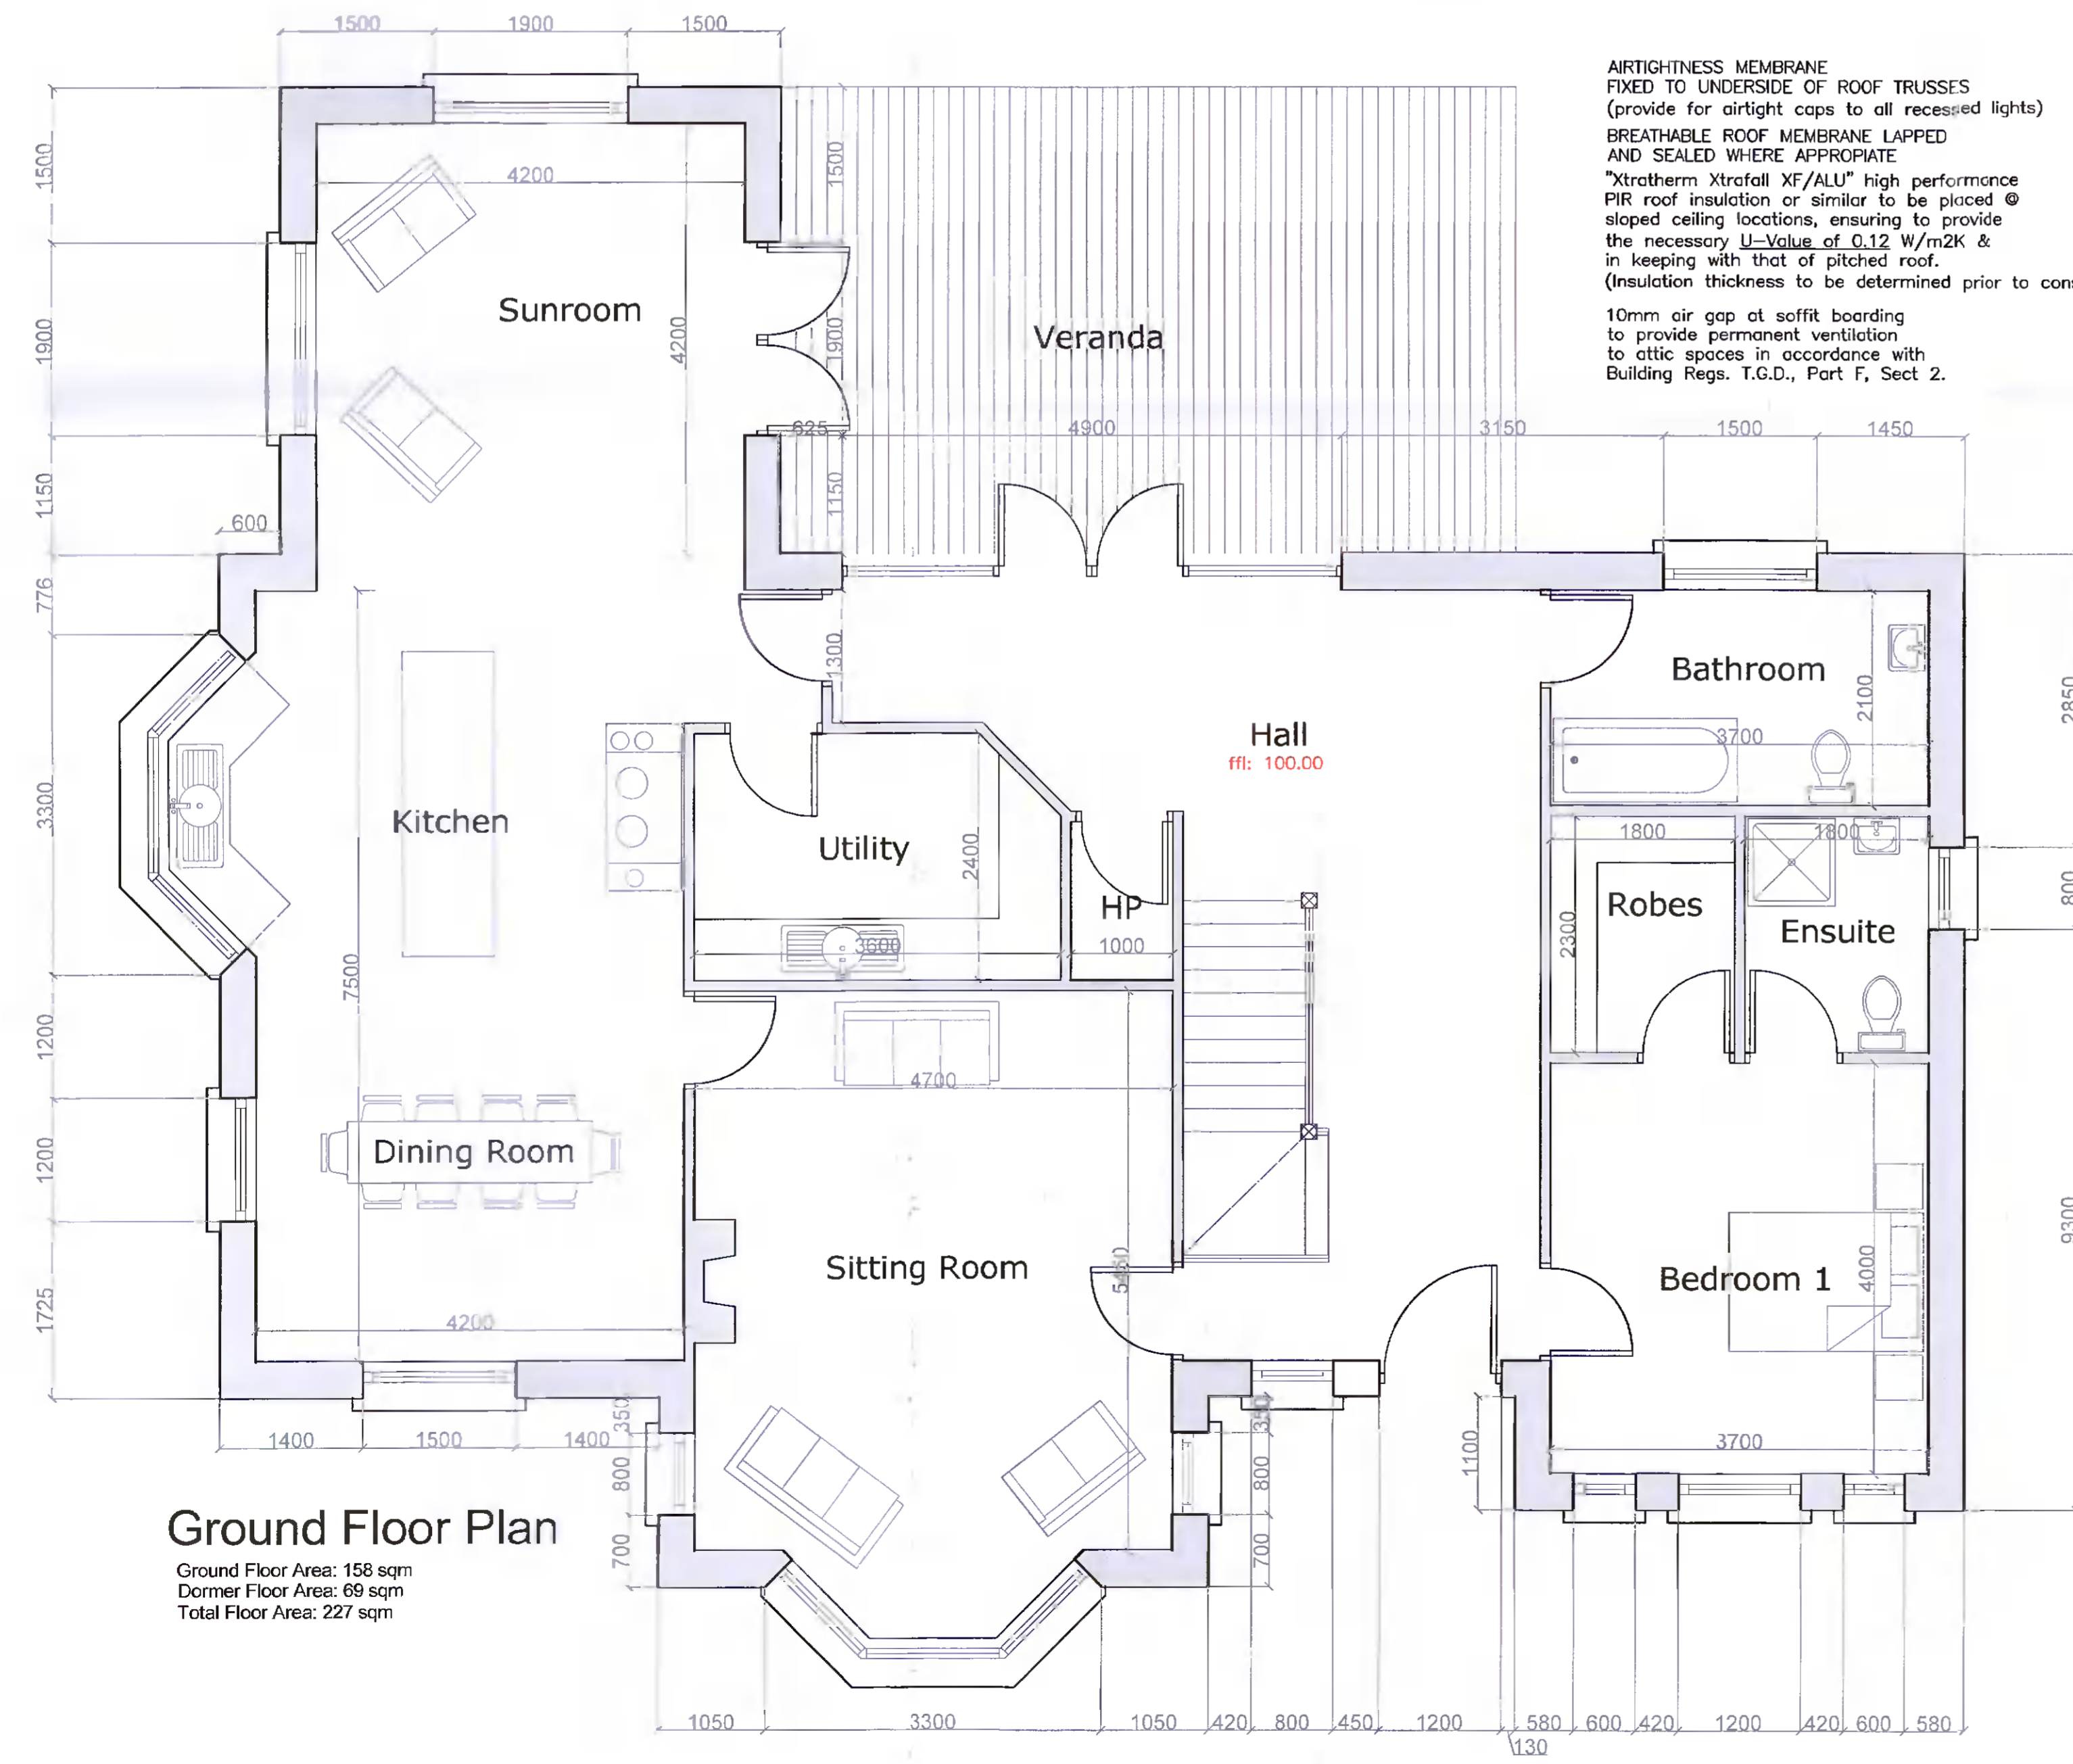 1500 1900 1500
AIRTIGHTNESS MEMBRANE
FIXED TO UNDERSIDE OF ROOF TRUSSES
(provide for airtight caps to all recessed lights)
BREATHABLE ROOF MEMBRANE LAPPED
AND SEALED WHERE APPROPIATE
"Xtratherm Xtrafall XF/ALU" high performance
PIR roof insulation or similar to be placed @
sloped ceiling locations, ensuring to provide
the necessary U-Value of 0.12 W/m2K &
in keeping with that of pitched roof.
(Insulation thickness to be determined prior to con
10mm air gap at soffit boarding
to provide permanent ventilation
to attic spaces in accordance with
Building Regs. T.G.D., Part F, Sect 2.
1500
1900
1150
776
3300
1200
1200
1725
600
4200
Sunroom
4200
1500
1900
1150
Veranda
625 4900 3150 1500 1450
1300
Kitchen
7500
Dining Room
4200
Utility
2400
3600
HP
1000
Hall
ffl: 100.00
Bathroom
2100
3700
1800
Robes
2300
1800
Ensuite
2850
800
9300
4700
Sitting Room
5450
Bedroom 1
4000
3700
1400 1500 1400
350
800
700
350
800
700
1100
Ground Floor Plan
Ground Floor Area: 158 sqm
Dormer Floor Area: 69 sqm
Total Floor Area: 227 sqm
1050 3300 1050 420 800 450 1200 580 600 420 1200 420 600 580
130